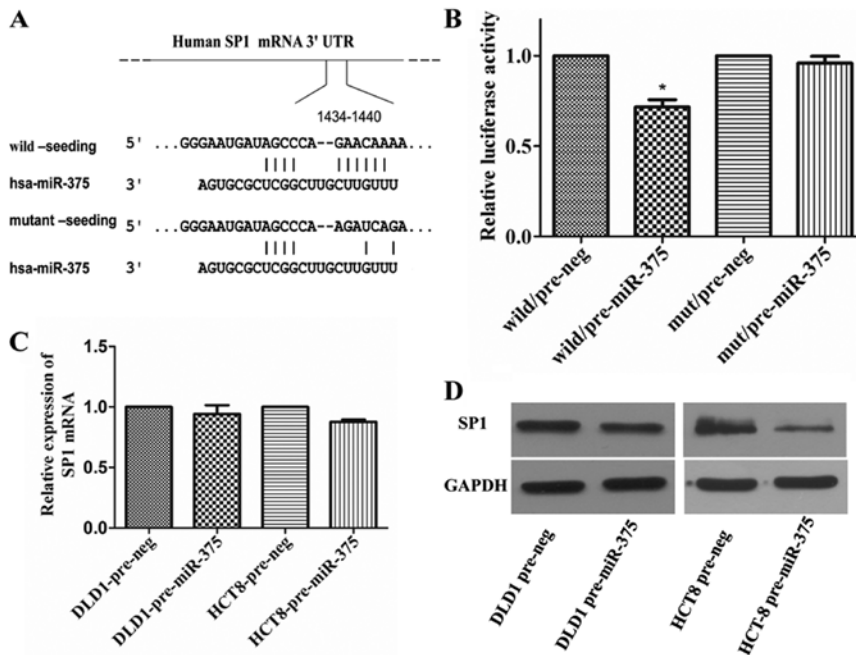 A
Human SP1 mRNA 3' UTR
1434-1440
wild –seeding 5' ...GGGAAUGAUAGCCCA--GAACAAAA...
hsa-miR-375 3' AGUGCGCUCGGCUUGCUUGUUU
mutant –seeding 5' ...GGGAAUGAUAGCCCA--AGAUCAGA...
hsa-miR-375 3' AGUGCGCUCGGCUUGCUUGUUU
B
Relative luciferase activity
1.0
0.5
0.0
*
wild/pre-neg
wild/pre-miR-375
mut/pre-neg
mut/pre-miR-375
C
Relative expression of
SP1 mRNA
1.5
1.0
0.5
0.0
DLD1-pre-neg
DLD1-pre-miR-375
HCT8-pre-neg
HCT8-pre-miR-375
D
SP1
GAPDH
DLD1 pre-neg
DLD1 pre-miR-375
HCT8 pre-neg
HCT-8 pre-miR-375